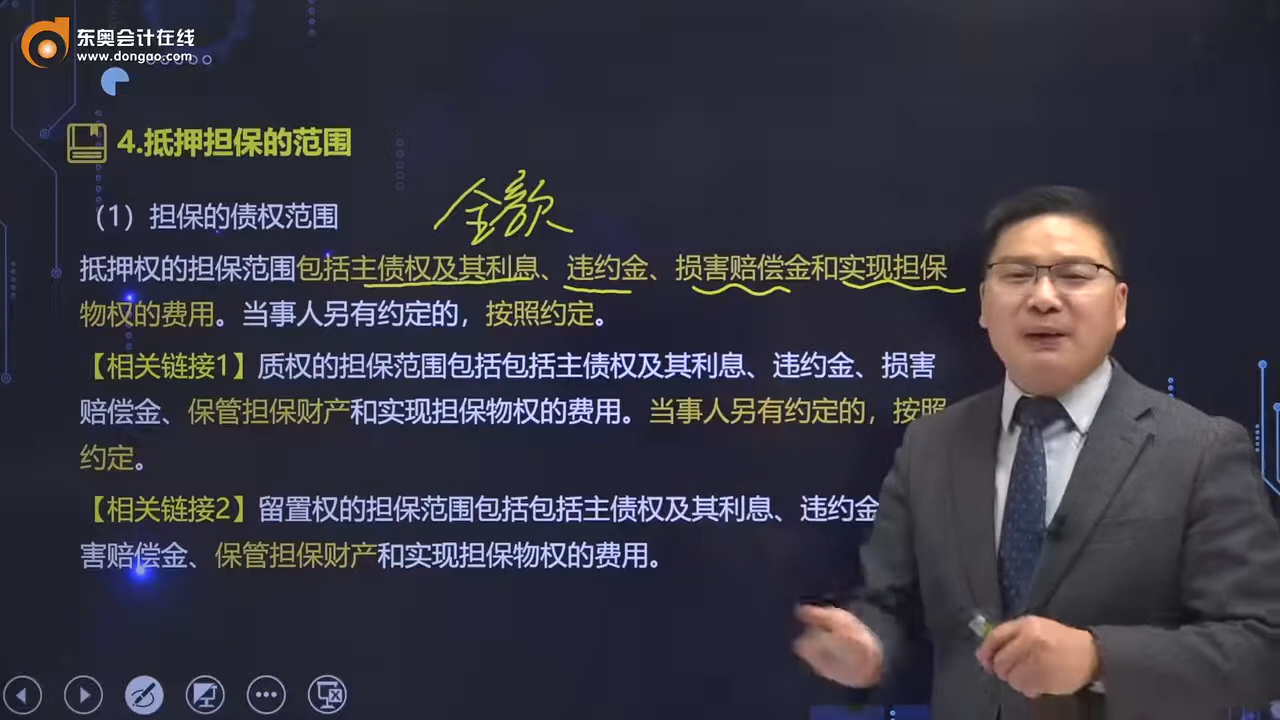 东奥会计在线
www.dongao.com
4.抵押担保的范围
(1)担保的债权范围
全款
抵押权的担保范围包括主债权及其利息、违约金、损害赔偿金和实现担保
物权的费用。当事人另有约定的，按照约定。
【相关链接1】质权的担保范围包括包括主债权及其利息、违约金、损害
赔偿金、保管担保财产和实现担保物权的费用。当事人另有约定的，按照
约定。
【相关链接2】留置权的担保范围包括包括主债权及其利息、违约金
害赔偿金、保管担保财产和实现担保物权的费用。